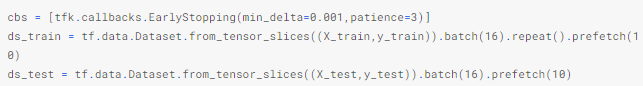 cbs = [tfk.callbacks.EarlyStopping(min_delta=0.001,patience=3)]
ds_train = tf.data.Dataset.from_tensor_slices((X_train,y_train)).batch(16).repeat().prefetch(1
0)
ds_test = tf.data.Dataset.from_tensor_slices((X_test,y_test)).batch(16).prefetch(10)